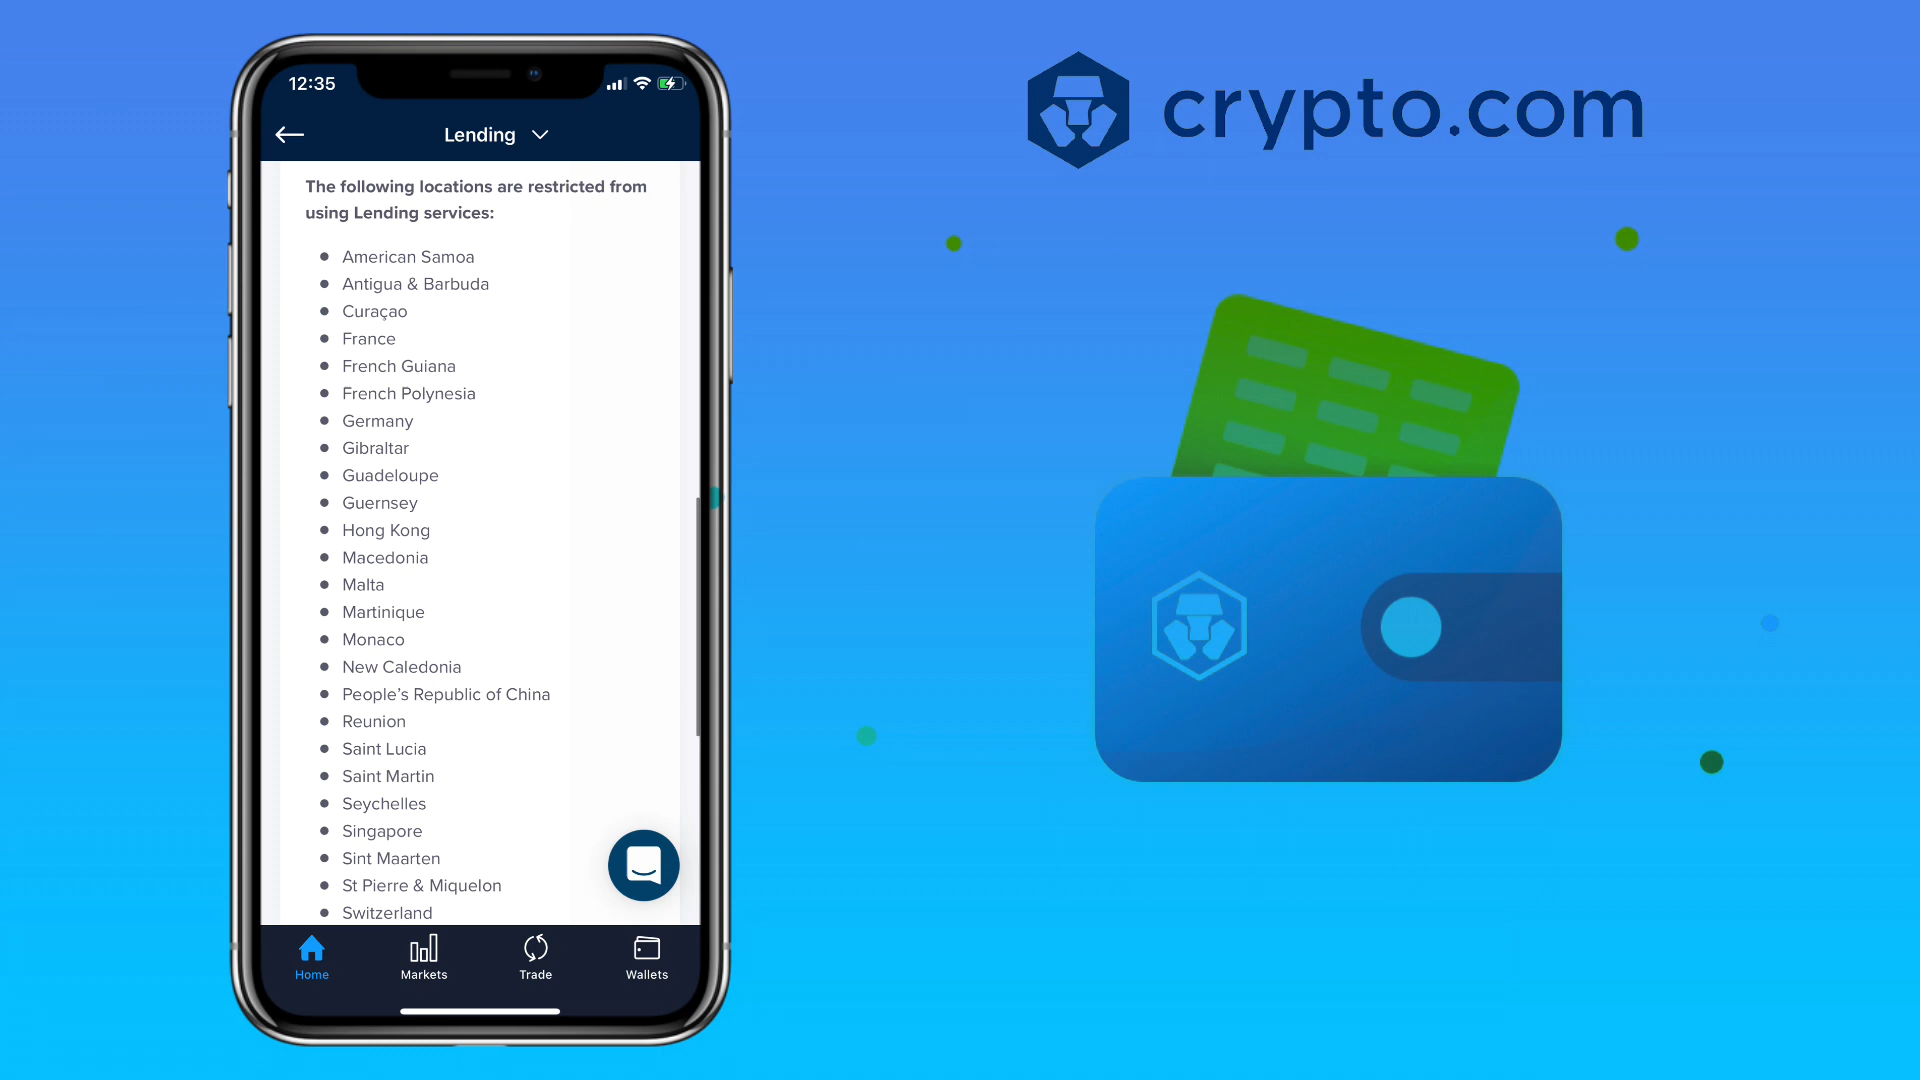 12:35
Lending
The following locations are restricted from
using Lending services:
American Samoa
Antigua & Barbuda
Curaçao
France
French Guiana
French Polynesia
Germany
Gibraltar
Guadeloupe
Guernsey
Hong Kong
Macedonia
Malta
Martinique
Monaco
New Caledonia
People’s Republic of China
Reunion
Saint Lucia
Saint Martin
Seychelles
Singapore
Sint Maarten
St Pierre & Miquelon
Switzerland
Home Markets Trade Wallets
crypto.com